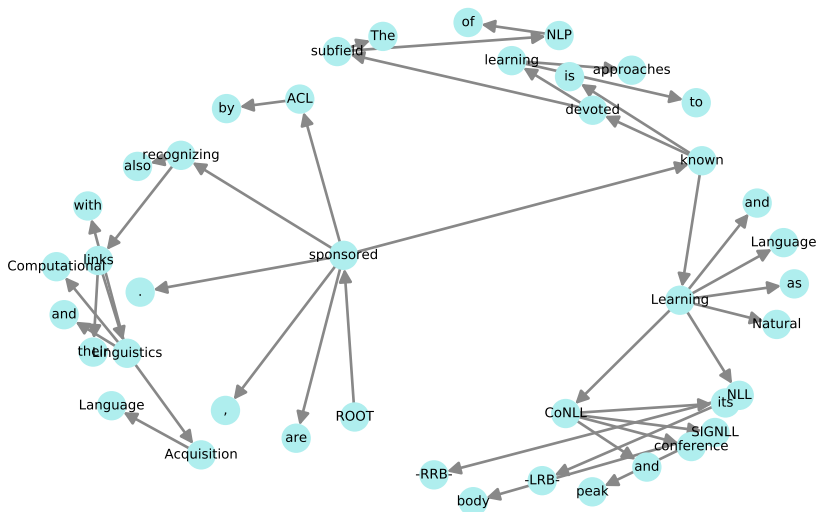 of
The
NLP
subfield
learning
is
approaches
ACL
to
by
devoted
recognizing
known
also
with
and
Language
sponsored
links
Computational
as
.
Learning
and
Natural
their
Linguistics
NLL
its
Language
,
CoNLL
ROOT
SIGNLL
are
conference
Acquisition
and
-RRB-
-LRB-
peak
body